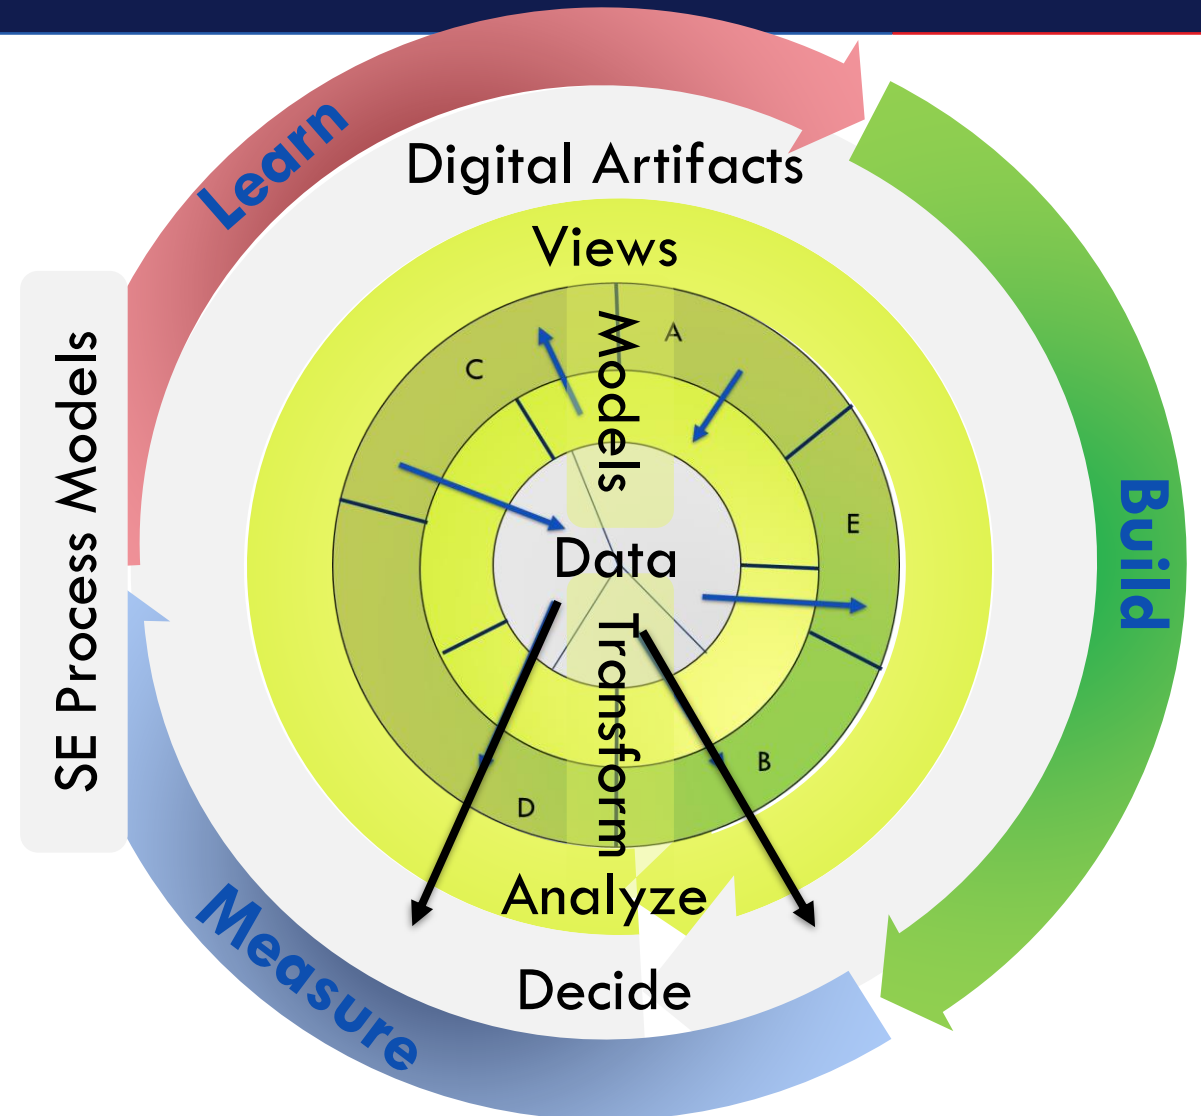 Learn
Digital Artifacts
Views
Models
A
C
E
SE Process Models
Data
Build
Transform
B
D
Analyze
Measure
Decide